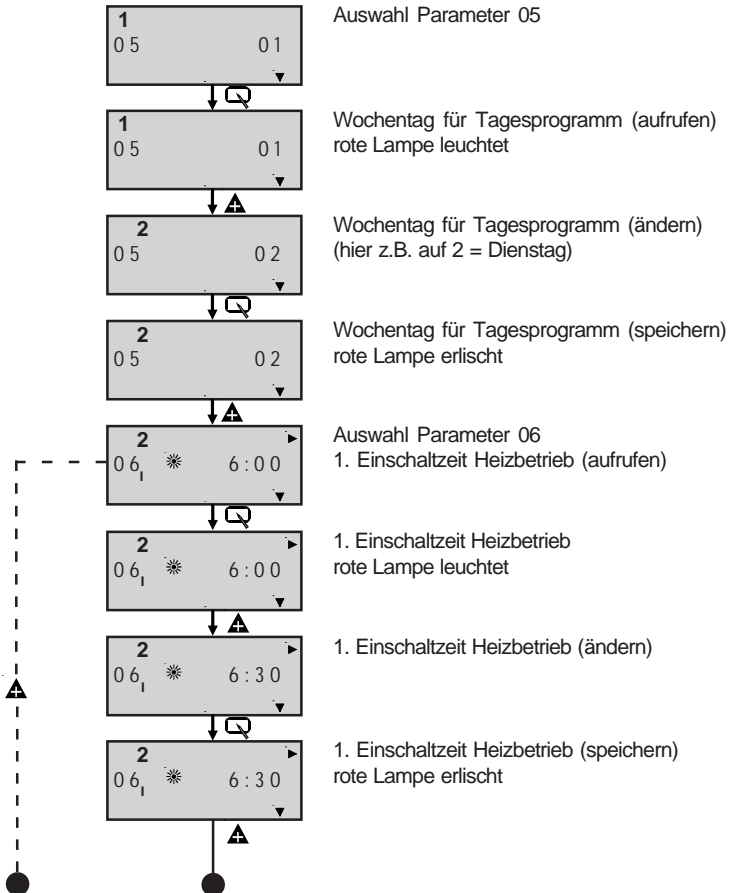 1
05 01
Auswahl Parameter 05
1
05 01
Wochentag für Tagesprogramm (aufrufen)
rote Lampe leuchtet
2
05 02
Wochentag für Tagesprogramm (ändern)
(hier z.B. auf 2 = Dienstag)
2
05 02
Wochentag für Tagesprogramm (speichern)
rote Lampe erlischt
2
06 6:00
Auswahl Parameter 06
1. Einschaltzeit Heizbetrieb (aufrufen)
2
06 6:00
1. Einschaltzeit Heizbetrieb
rote Lampe leuchtet
2
06 6:30
1. Einschaltzeit Heizbetrieb (ändern)
2
06 6:30
1. Einschaltzeit Heizbetrieb (speichern)
rote Lampe erlischt